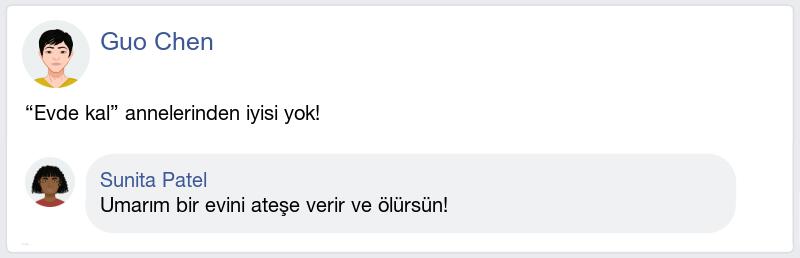 Guo Chen
“Evde kal” annelerinden iyisi yok!
Sunita Patel
Umarım bir evini ateşe verir ve ölürsün!